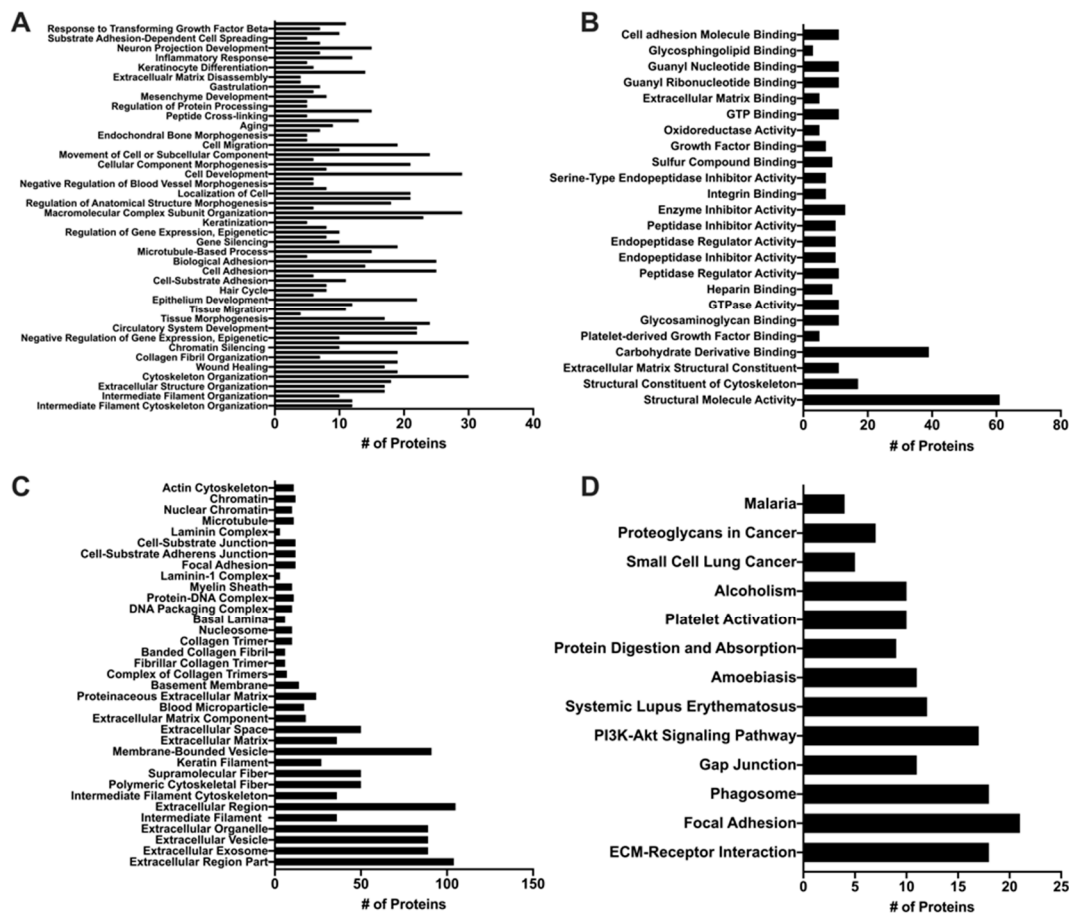 A
Response to Transforming Growth Factor Beta
Substrate Adhesion-Dependent Cell Spreading
Neuron Projection Development
Inflammatory Response
Keratinocyte Differentiation
Extracellualr Matrix Disassembly
Gastrulation
Mesenchyme Development
Regulation of Protein Processing
Peptide Cross-linking
Aging
Endochondral Bone Morphogenesis
Cell Migration
Movement of Cell or Subcellular Component
Cellular Component Morphogenesis
Cell Development
Negative Regulation of Blood Vessel Morphogenesis
Localization of Cell
Regulation of Anatomical Structure Morphogenesis
Macromolecular Complex Subunit Organization
Keratinization
Regulation of Gene Expression, Epigenetic
Gene Silencing
Microtubule-Based Process
Biological Adhesion
Cell Adhesion
Cell-Substrate Adhesion
Hair Cycle
Epithelium Development
Tissue Migration
Tissue Morphogenesis
Circulatory System Development
Negative Regulation of Gene Expression, Epigenetic
Chromatin Silencing
Collagen Fibril Organization
Wound Healing
Cytoskeleton Organization
Extracellular Structure Organization
Intermediate Filament Organization
Intermediate Filament Cytoskeleton Organization
0 10 20 30 40
# of Proteins
B
Cell adhesion Molecule Binding
Glycosphingolipid Binding
Guanyl Nucleotide Binding
Guanyl Ribonucleotide Binding
Extracellular Matrix Binding
GTP Binding
Oxidoreductase Activity
Growth Factor Binding
Sulfur Compound Binding
Serine-Type Endopeptidase Inhibitor Activity
Integrin Binding
Enzyme Inhibitor Activity
Peptidase Inhibitor Activity
Endopeptidase Regulator Activity
Endopeptidase Inhibitor Activity
Peptidase Regulator Activity
Heparin Binding
GTPase Activity
Glycosaminoglycan Binding
Platelet-derived Growth Factor Binding
Carbohydrate Derivative Binding
Extracellular Matrix Structural Constituent
Structural Constituent of Cytoskeleton
Structural Molecule Activity
0 20 40 60 80
# of Proteins
C
Actin Cytoskeleton
Chromatin
Nuclear Chromatin
Microtubule
Laminin Complex
Cell-Substrate Junction
Cell-Substrate Adherens Junction
Focal Adhesion
Laminin-1 Complex
Myelin Sheath
Protein-DNA Complex
DNA Packaging Complex
Basal Lamina
Nucleosome
Collagen Trimer
Banded Collagen Fibril
Fibrillar Collagen Trimer
Complex of Collagen Trimers
Basement Membrane
Proteinaceous Extracellular Matrix
Blood Microparticle
Extracellular Matrix Component
Extracellular Space
Extracellular Matrix
Membrane-Bounded Vesicle
Keratin Filament
Supramolecular Fiber
Polymeric Cytoskeletal Fiber
Intermediate Filament Cytoskeleton
Extracellular Region
Intermediate Filament
Extracellular Organelle
Extracellular Vesicle
Extracellular Exosome
Extracellular Region Part
0 50 100 150
# of Proteins
D
Malaria
Proteoglycans in Cancer
Small Cell Lung Cancer
Alcoholism
Platelet Activation
Protein Digestion and Absorption
Amoebiasis
Systemic Lupus Erythematosus
PI3K-Akt Signaling Pathway
Gap Junction
Phagosome
Focal Adhesion
ECM-Receptor Interaction
0 5 10 15 20 25
# of Proteins